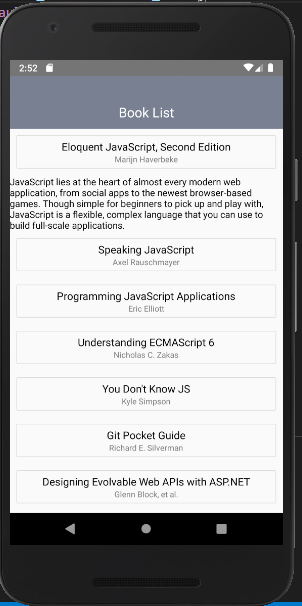 2:52
Book List
Eloquent JavaScript, Second Edition
Marijn Haverbeke
JavaScript lies at the heart of almost every modern web
application, from social apps to the newest browser-based
games. Though simple for beginners to pick up and play with,
JavaScript is a flexible, complex language that you can use to
build full-scale applications.
Speaking JavaScript
Axel Rauschmayer
Programming JavaScript Applications
Eric Elliott
Understanding ECMAScript 6
Nicholas C. Zakas
You Don't Know JS
Kyle Simpson
Git Pocket Guide
Richard E. Silverman
Designing Evolvable Web APIs with ASP.NET
Glenn Block, et al.